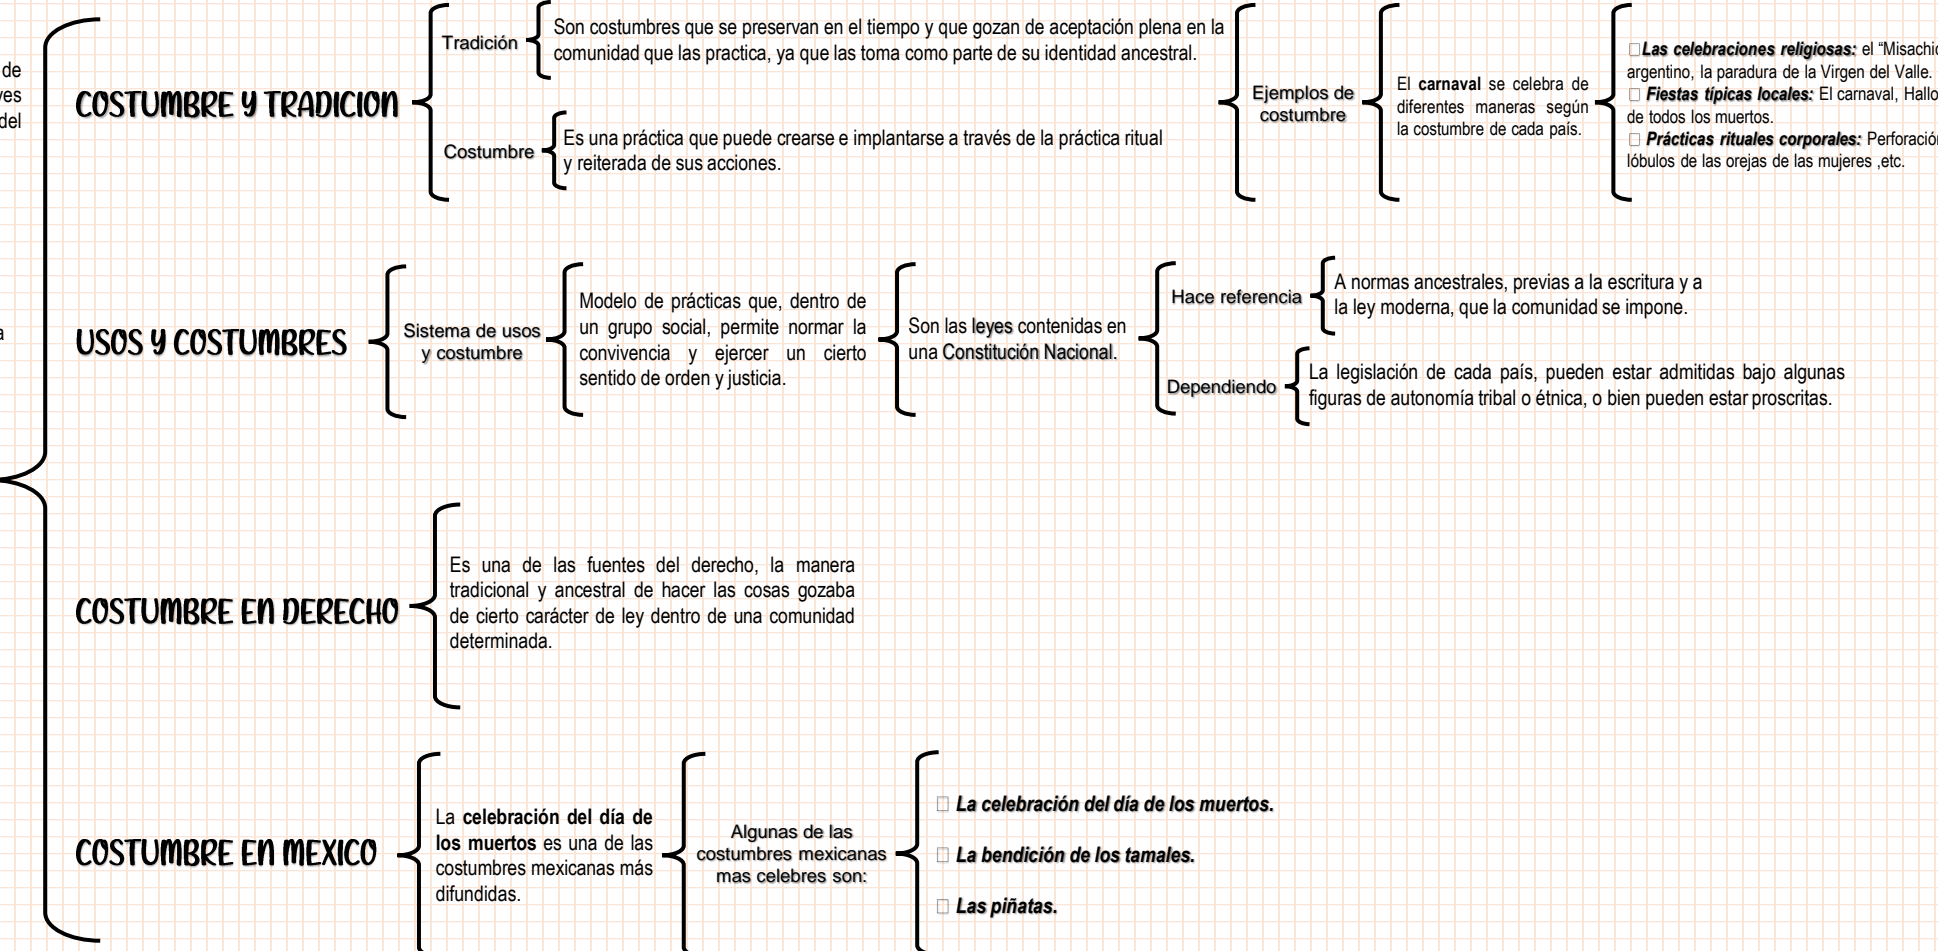 de
del
COSTUMBRE Y TRADICION
Tradición
Son costumbres que se preservan en el tiempo y que gozan de aceptación plena en la
comunidad que las practica, ya que las toma como parte de su identidad ancestral.
Costumbre
Es una práctica que puede crearse e implantarse a través de la práctica ritual
y reiterada de sus acciones.
Ejemplos de
costumbre
El carnaval se celebra de
diferentes maneras según
la costumbre de cada país.
Las celebraciones religiosas: el
argentino, la paradura de la Virgen del Valle.
Fiestas típicas locales: El carnaval,
de todos los muertos.
Prácticas rituales corporales:
lóbulos de las orejas de las mujeres ,etc.
USOS Y COSTUMBRES
Sistema de usos
y costumbre
Modelo de prácticas que, dentro de
un grupo social, permite normar la
convivencia y ejercer un cierto
sentido de orden y justicia.
Son las leyes contenidas en
una Constitución Nacional.
Hace referencia
A normas ancestrales, previas a la escritura y a
la ley moderna, que la comunidad se impone.
Dependiendo
La legislación de cada país, pueden estar admitidas bajo algunas
figuras de autonomía tribal o étnica, o bien pueden estar proscritas.
COSTUMBRE EN DERECHO
Es una de las fuentes del derecho, la manera
tradicional y ancestral de hacer las cosas gozaba
de cierto carácter de ley dentro de una comunidad
determinada.
COSTUMBRE EN MEXICO
La celebración del día de
los muertos es una de las
costumbres mexicanas más
difundidas.
Algunas de las
costumbres mexicanas
mas celebres son:
La celebración del día de los muertos.
La bendición de los tamales.
Las piñatas.